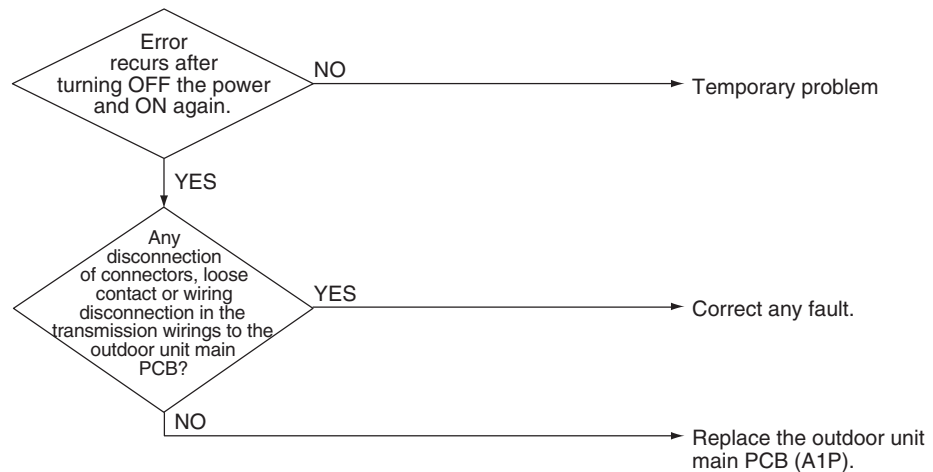 Error
recurs after
turning OFF the power
and ON again.
NO
Temporary problem
YES
Any
disconnection
of connectors, loose
contact or wiring
disconnection in the
transmission wirings to the
outdoor unit main
PCB?
YES
Correct any fault.
NO
Replace the outdoor unit
main PCB (A1P).